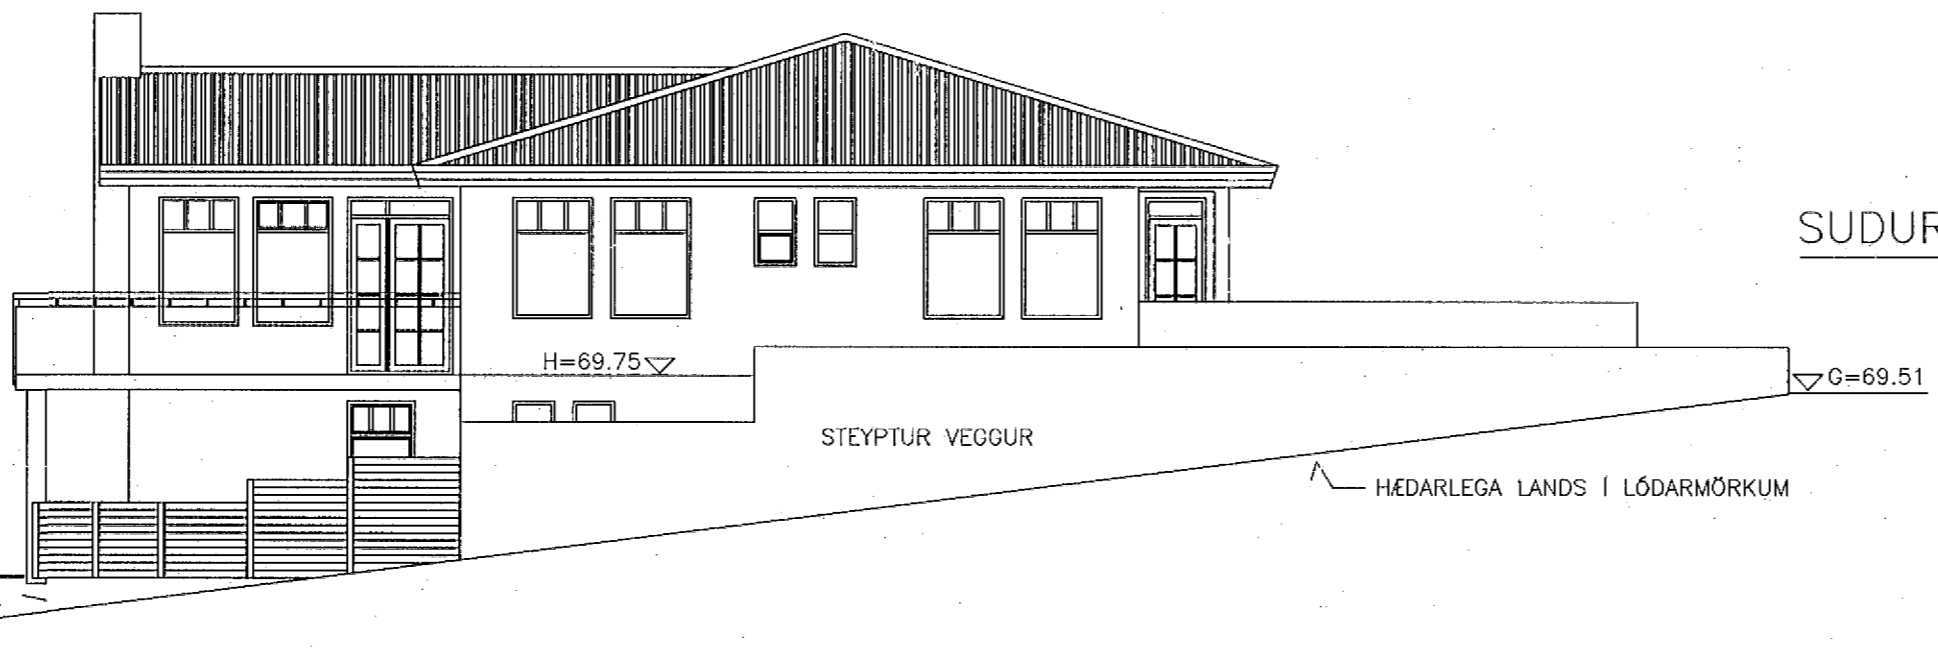 SUDUR
H=69.75
G=69.51
STEYPTUR VEGGUR
HÆDARLEGA LANDS Í LÓDARMÖRKUM